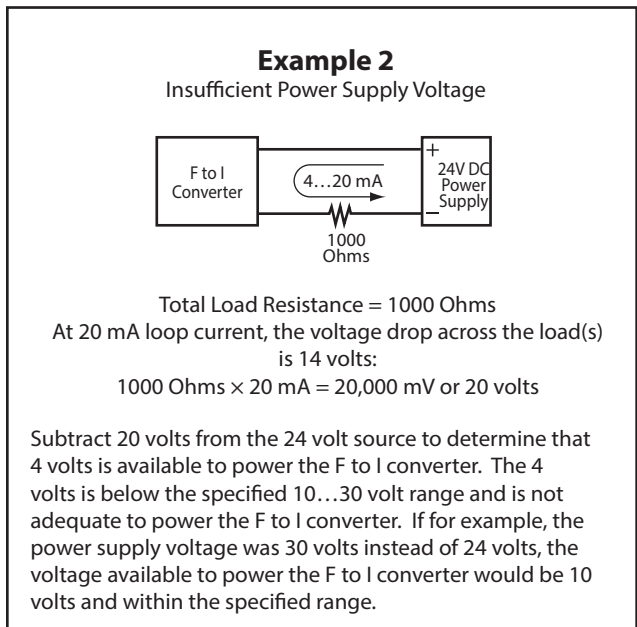 Example 2
Insufficient Power Supply Voltage
F to I
Converter
4…20 mA
+
24V DC
Power
Supply
–
1000
Ohms
Total Load Resistance = 1000 Ohms
At 20 mA loop current, the voltage drop across the load(s)
is 14 volts:
1000 Ohms × 20 mA = 20,000 mV or 20 volts
Subtract 20 volts from the 24 volt source to determine that
4 volts is available to power the F to I converter.  The 4
volts is below the specified 10…30 volt range and is not
adequate to power the F to I converter.  If for example, the
power supply voltage was 30 volts instead of 24 volts, the
voltage available to power the F to I converter would be 10
volts and within the specified range.